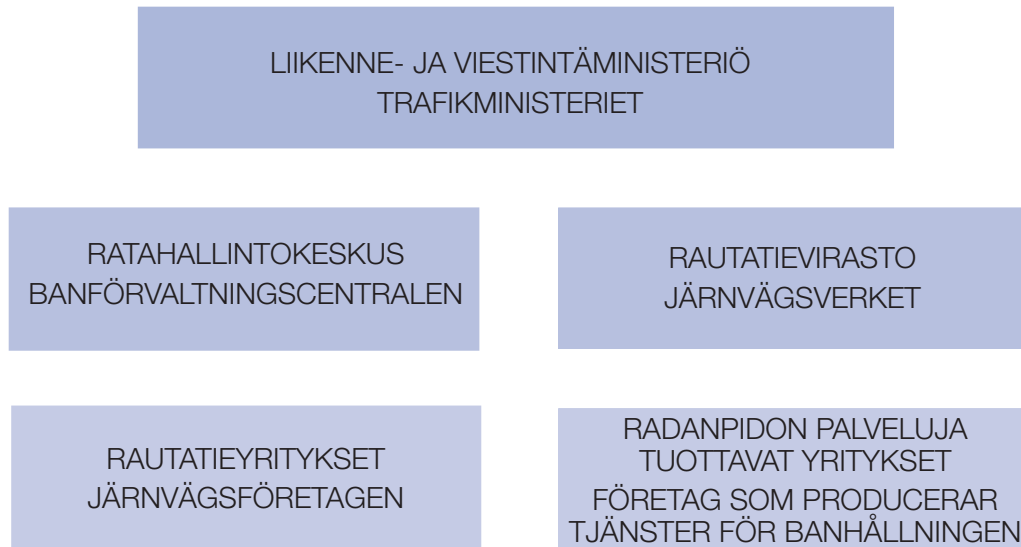 LIIKENNE- JA VIESTINTÄMINISTERIÖ
TRAFIKMINISTERIET
RATAHALLINTOKESKUS
BANFÖRVALTNINGSCENTRALEN
RAUTATIEVIRASTO
JÄRNVÄGSVERKET
RAUTATIEYRITYKSET
JÄRNVÄGSFÖRETAGEN
RADANPIDON PALVELUJA
TUOTTAVAT YRITYKSET
FÖRETAG SOM PRODUCERAR
TJÄNSTER FÖR BANHÅLLNINGEN